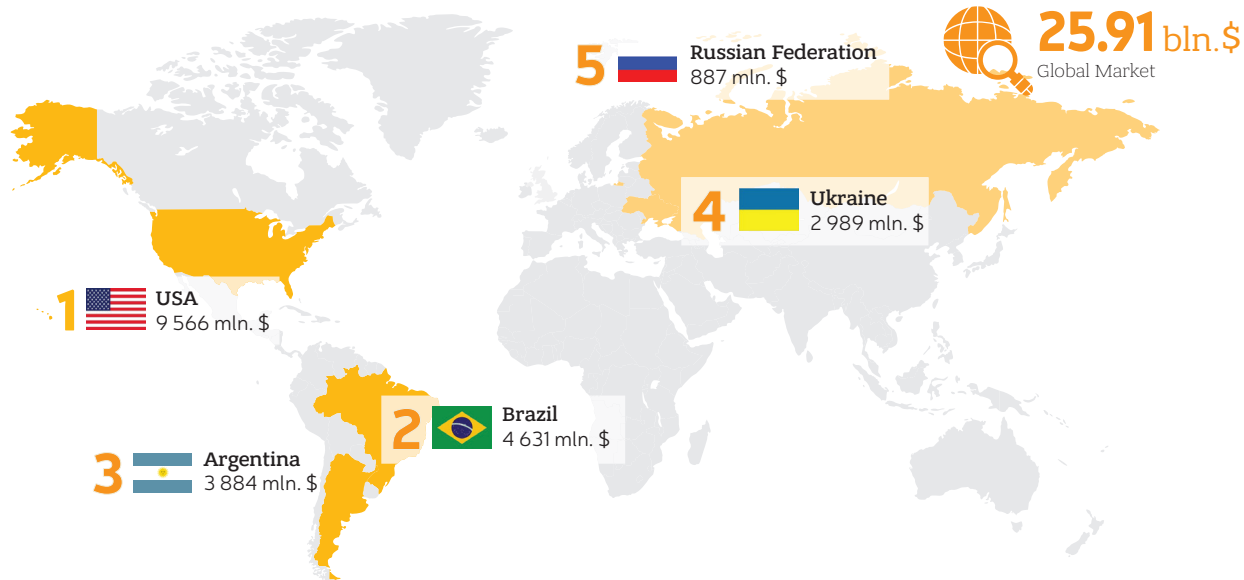 25.91 bln.$
Global Market
5
Russian Federation
887 mln. $
4
Ukraine
2 989 mln. $
1
USA
9 566 mln. $
2
Brazil
4 631 mln. $
3
Argentina
3 884 mln. $